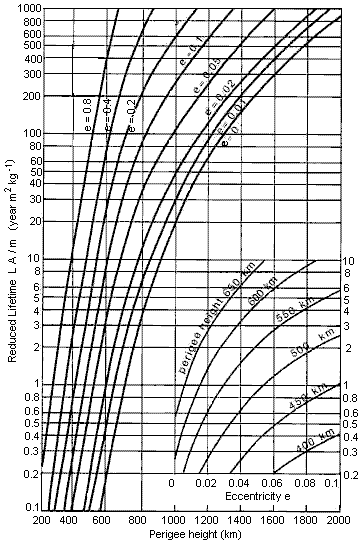 1000
800
600
500
400
300
200
100
80
60
50
40
30
20
10
8
6
5
4
3
2
1
0.8
0.6
0.5
0.4
0.3
0.2
0.1
Reduced Lifetime L A/m (year m² kg⁻¹)
e = 0.8
e = 0.4
e = 0.2
e = 0.1
e = 0.05
e = 0.02
e = 0.01
e = 0
10
8
6
5
4
3
2
1
0.8
0.6
0.5
0.4
0.3
0.2
perigee height 650 km
600 km
550 km
500 km
450 km
400 km
0 0.02 0.04 0.06 0.08 0.1
Eccentricity e
200 400 600 1000 1200 1400 1600 1800 2000
Perigee height (km)